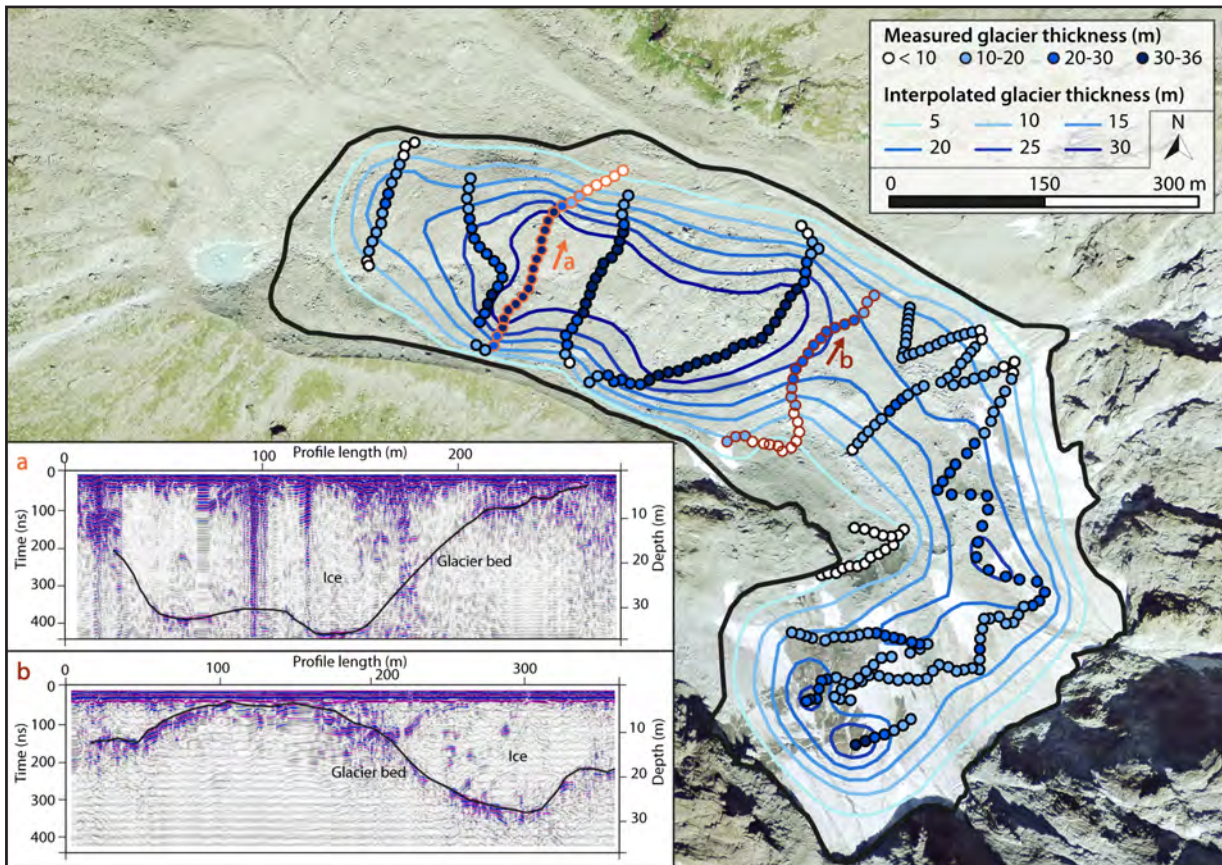 Measured glacier thickness (m)
< 10 10-20 20-30 30-36
Interpolated glacier thickness (m)
5 10 15
20 25 30
N
0 150 300 m
a
b
a
Profile length (m)
0 100 200
Time (ns)
0
100
200
300
400
Depth (m)
10
20
30
Ice
Glacier bed
b
Profile length (m)
0 100 200 300
Time (ns)
0
100
200
300
400
Depth (m)
10
20
30
Ice
Glacier bed